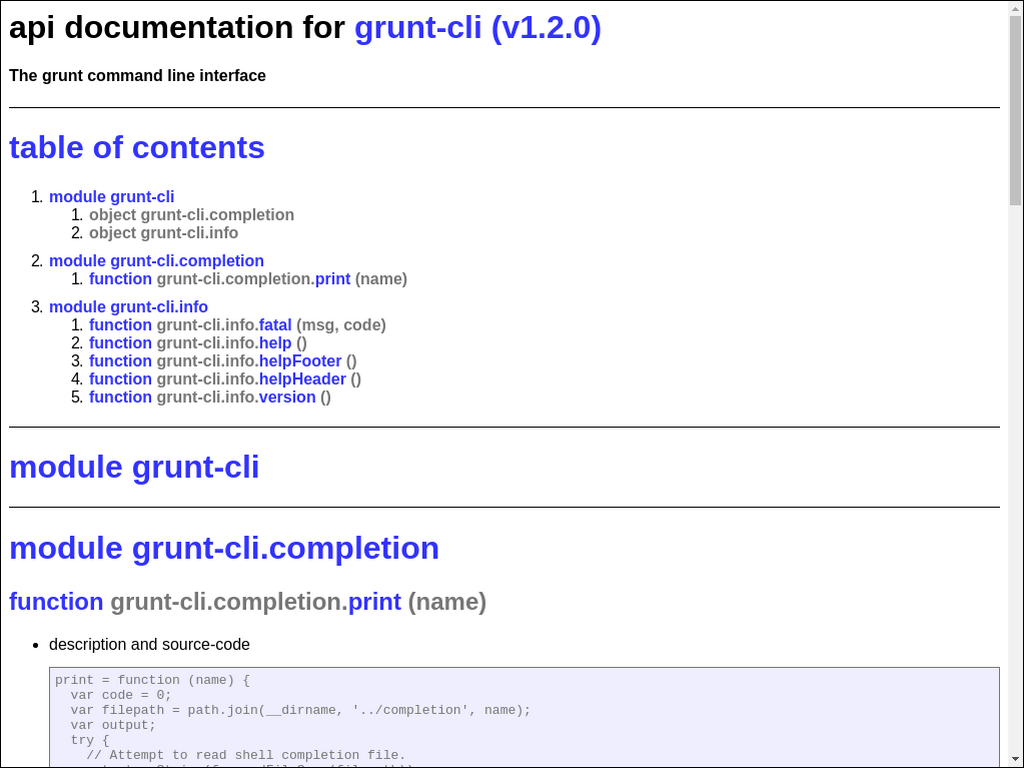 api documentation for grunt-cli (v1.2.0)
The grunt command line interface
table of contents
1. module grunt-cli
1. object grunt-cli.completion
2. object grunt-cli.info
2. module grunt-cli.completion
1. function grunt-cli.completion.print (name)
3. module grunt-cli.info
1. function grunt-cli.info.fatal (msg, code)
2. function grunt-cli.info.help ()
3. function grunt-cli.info.helpFooter ()
4. function grunt-cli.info.helpHeader ()
5. function grunt-cli.info.version ()
module grunt-cli
module grunt-cli.completion
function grunt-cli.completion.print (name)
• description and source-code
print = function (name) {
  var code = 0;
  var filepath = path.join(__dirname, '../completion', name);
  var output;
  try {
    // Attempt to read shell completion file.